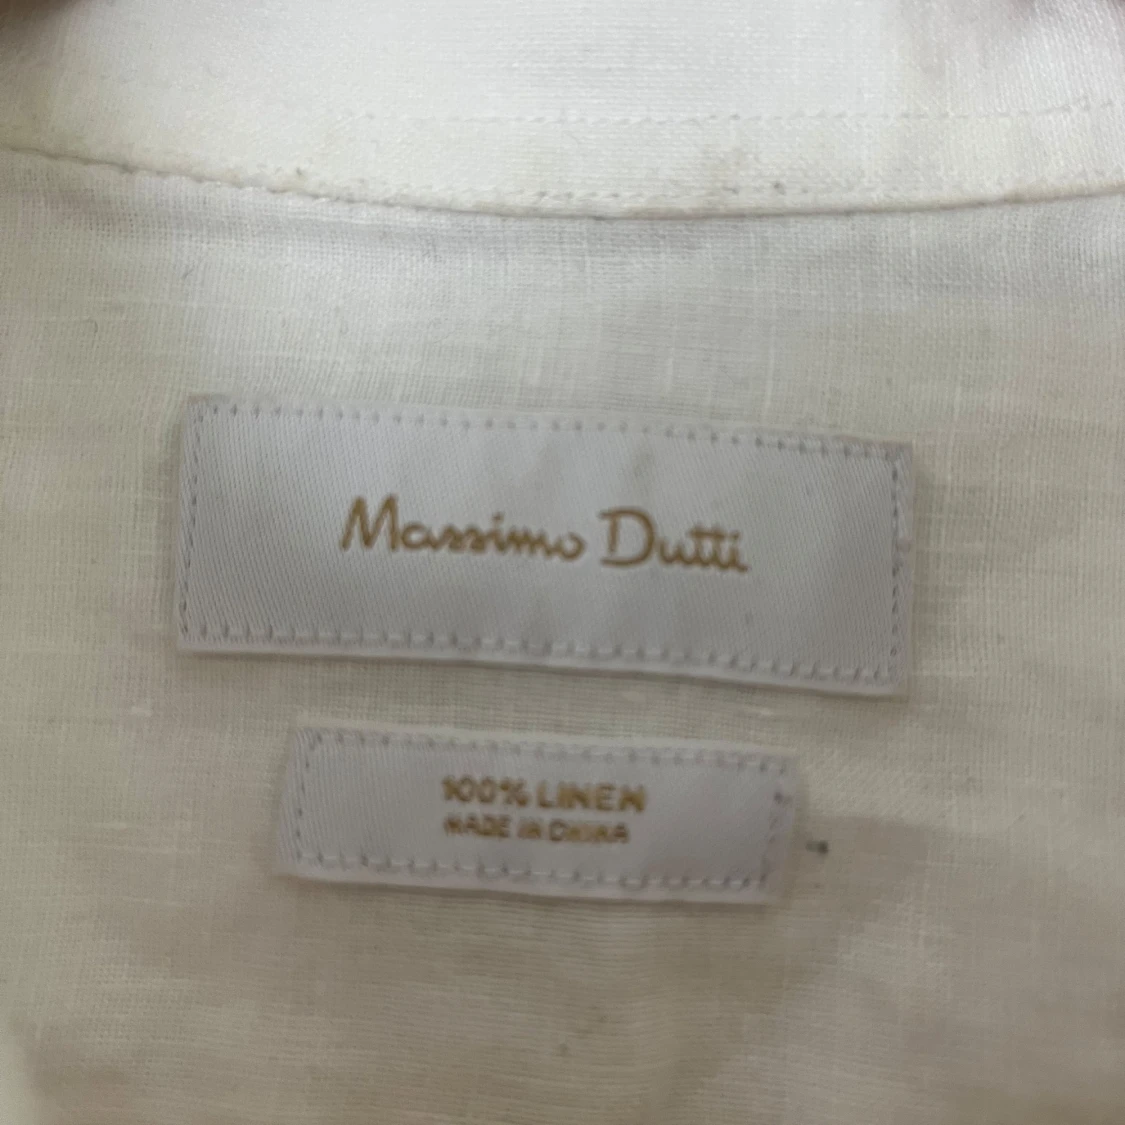 Massimo Dutti
100% LINEN
MADE IN CHINA